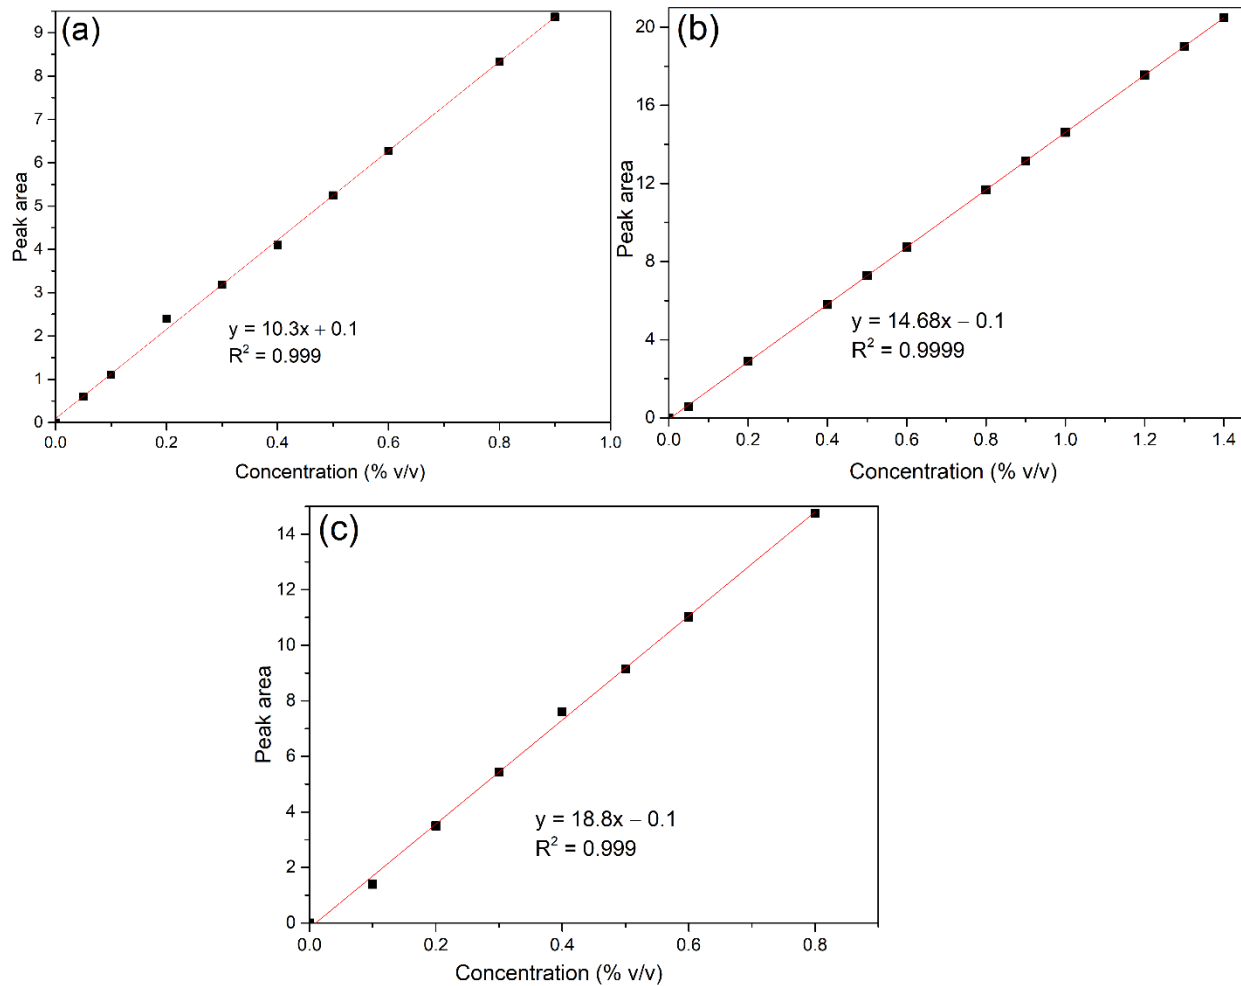 (a)
9
8
7
6
5
4
3
2
1
0
Peak area
y = 10.3x + 0.1
R² = 0.999
0.0 0.2 0.4 0.6 0.8 1.0
Concentration (% v/v)
(b)
20
16
12
8
4
0
Peak area
y = 14.68x − 0.1
R² = 0.9999
0.0 0.2 0.4 0.6 0.8 1.0 1.2 1.4
Concentration (% v/v)
(c)
14
12
10
8
6
4
2
0
Peak area
y = 18.8x − 0.1
R² = 0.999
0.0 0.2 0.4 0.6 0.8
Concentration (% v/v)